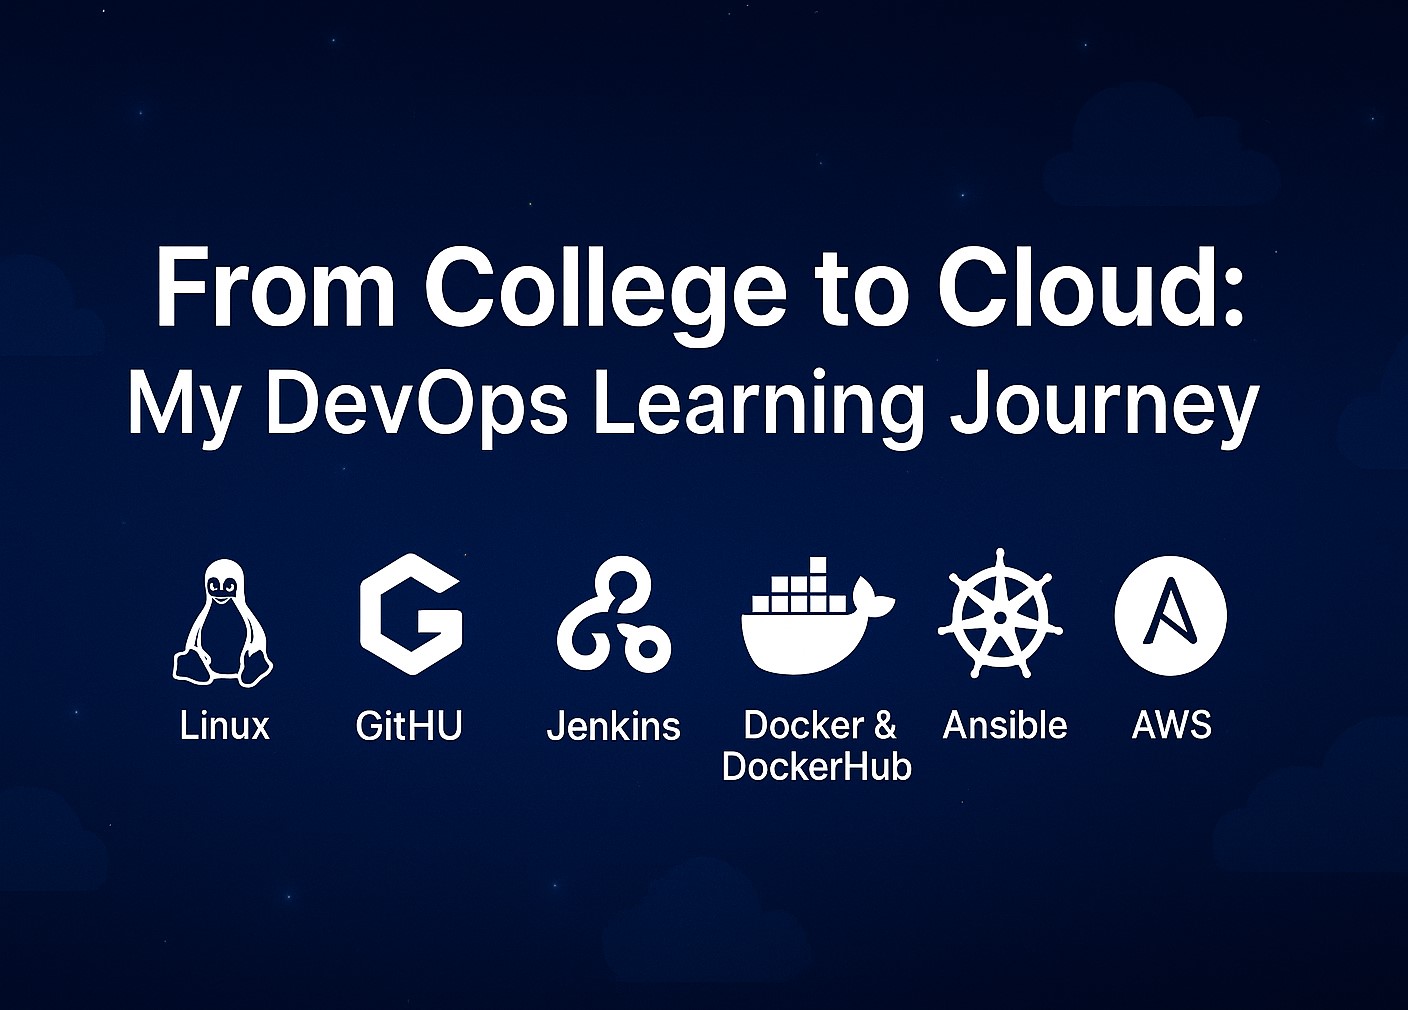 From College to Cloud:
My DevOps Learning Journey
Linux
GitHU
Jenkins
Docker &
DockerHub
Ansible
AWS